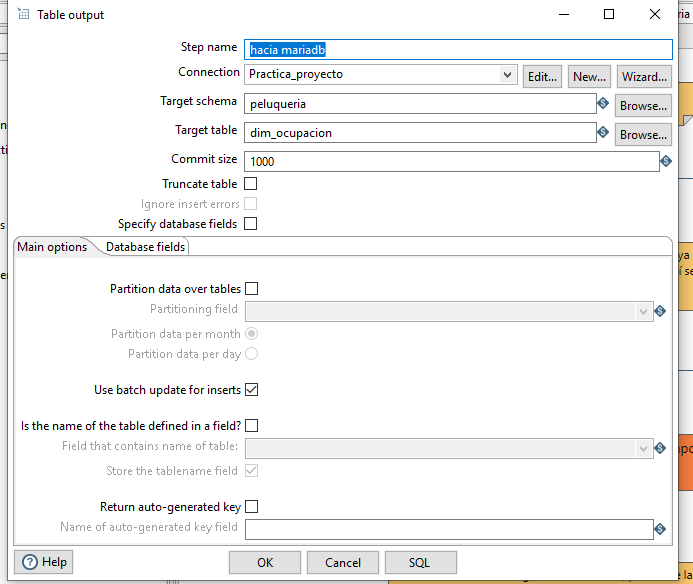 Table output
Step name hacia mariadb
Connection Practica_proyecto Edit... New... Wizard...
Target schema peluqueria Browse...
Target table dim_ocupacion Browse...
Commit size 1000
Truncate table
Ignore insert errors
Specify database fields
Main options Database fields
Partition data over tables
Partitioning field
Partition data per month
Partition data per day
Use batch update for inserts
Is the name of the table defined in a field?
Field that contains name of table:
Store the tablename field
Return auto-generated key
Name of auto-generated key field
Help OK Cancel SQL